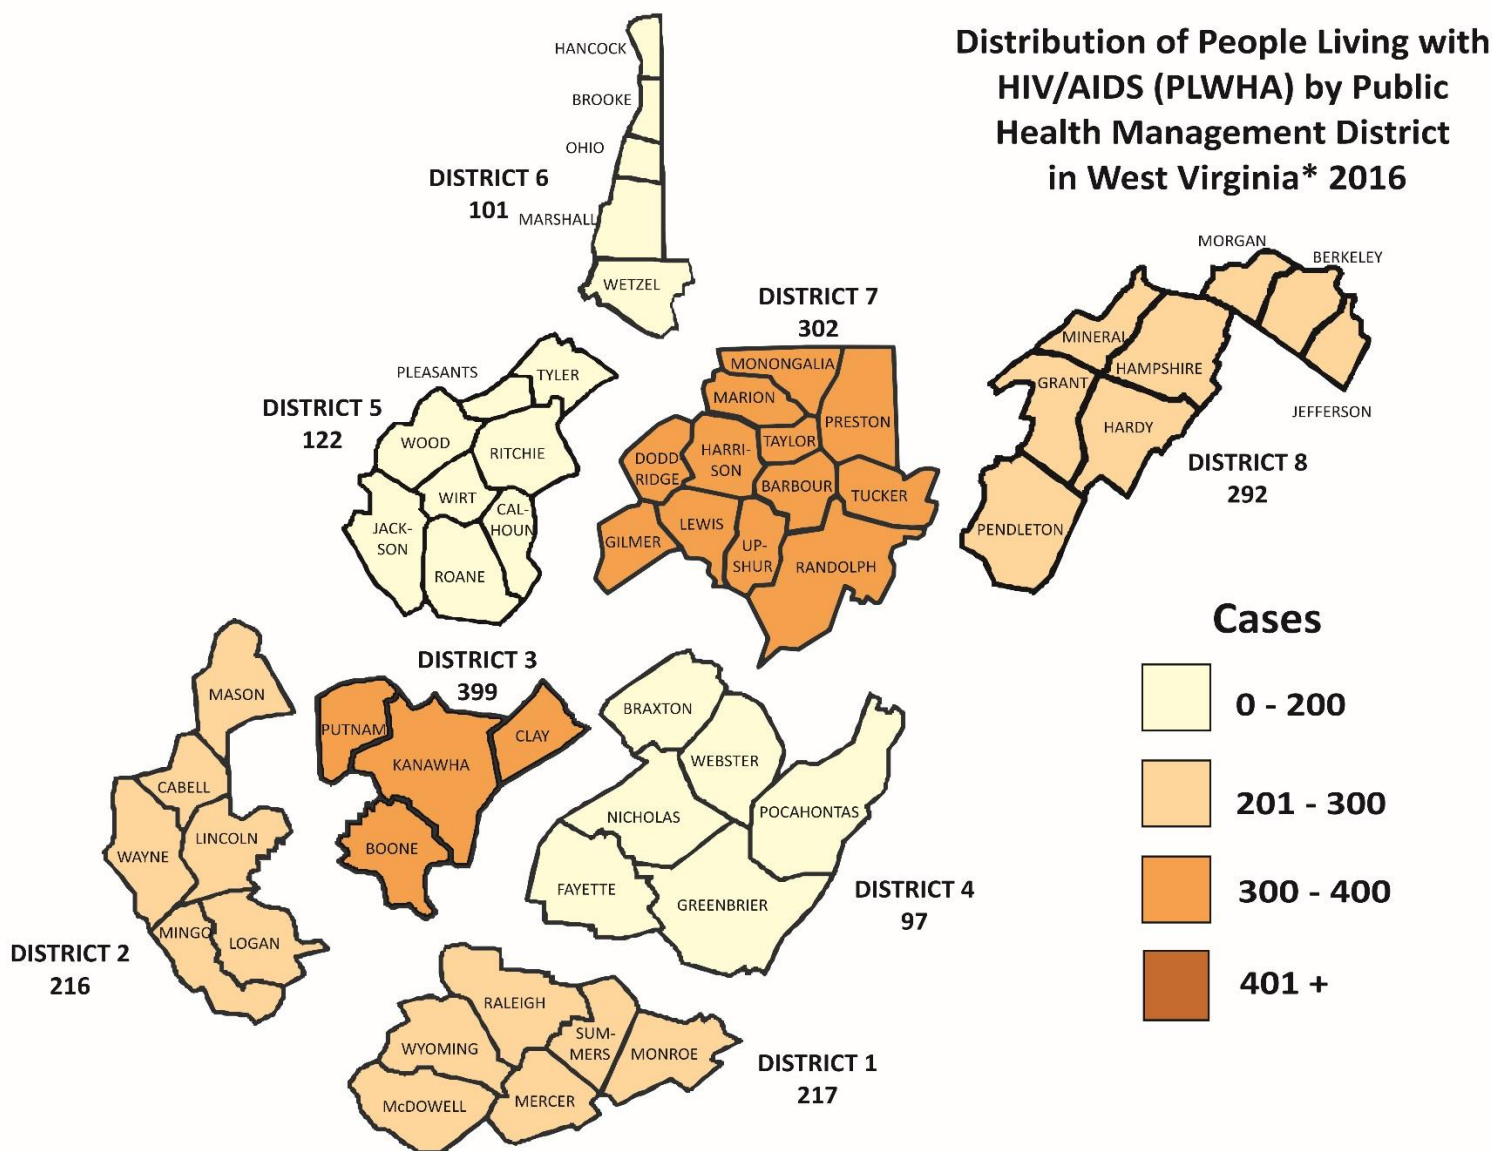 Distribution of People Living with
HIV/AIDS (PLWHA) by Public
Health Management District
in West Virginia* 2016
HANCOCK
BROOKE
OHIO
DISTRICT 6
101
MARSHALL
WETZEL
MORGAN
BERKELEY
MINERAL
HAMPSHIRE
GRANT
JEFFERSON
HARDY
DISTRICT 8
292
PENDLETON
DISTRICT 7
302
MONONGALIA
MARION
PRESTON
TAYLOR
HARRI-
SON
DODD
RIDGE
BARBOUR
TUCKER
LEWIS
GILMER
UP-
SHUR
RANDOLPH
PLEASANTS
TYLER
DISTRICT 5
122
WOOD
RITCHIE
WIRT
CAL-
HOUN
JACK-
SON
ROANE
Cases
0 - 200
201 - 300
300 - 400
401 +
DISTRICT 3
399
PUTNAM
KANAWHA
CLAY
BOONE
MASON
CABELL
LINCOLN
WAYNE
MINGO
LOGAN
DISTRICT 2
216
BRAXTON
WEBSTER
POCAHONTAS
NICHOLAS
FAYETTE
GREENBRIER
DISTRICT 4
97
RALEIGH
SUM-
MERS
WYOMING
MONROE
McDOWELL
MERCER
DISTRICT 1
217